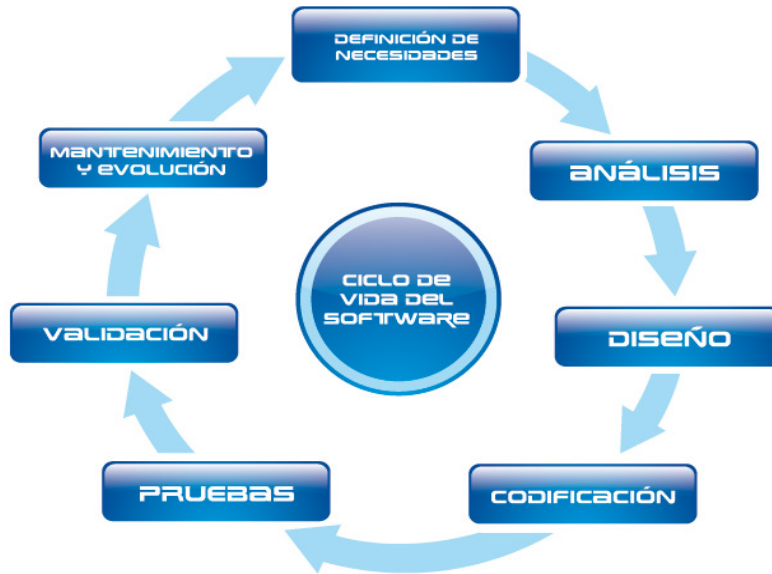 DEFINICIÓN DE
NECESIDADES
ANÁLISIS
DISEÑO
CODIFICACIÓN
PRUEBAS
VALIDACIÓN
MANTENIMIENTO
Y EVOLUCIÓN
CICLO DE
VIDA DEL
SOFTWARE